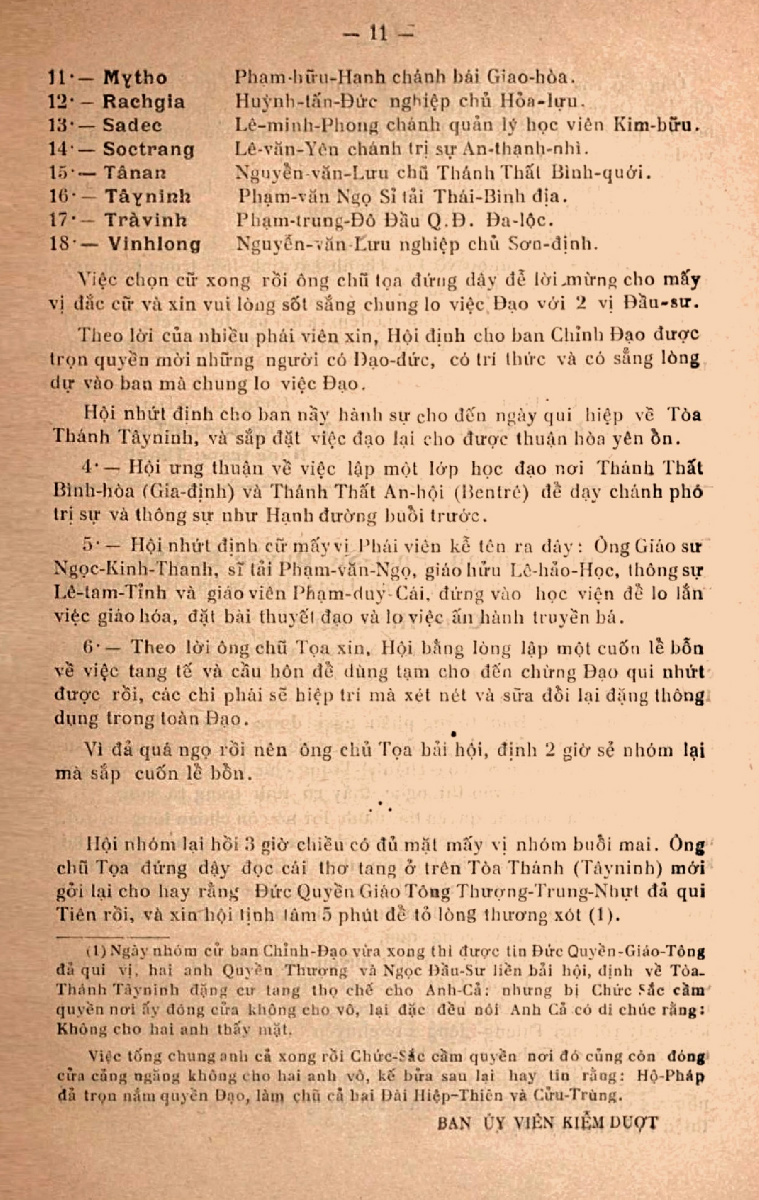 — 11 —
11· — Mỹtho Phạm-hữu-Hanh chánh bái Giao-hòa.
12· — Rachgia Huỳnh-tấn-Đức nghiệp chủ Hỏa-lựu.
13· — Sadec Lê-minh-Phong chánh quản lý học viên Kim-bữu.
14· — Soctrang Lê-văn-Yên chánh trị sự An-thạnh-nhì.
15· — Tânan Nguyễn-văn-Lưu chũ Thánh Thất Bình-quới.
16· — Tâyninh Phạm-văn Ngọ Sĩ tải Thái-Bình địa.
17· — Tràvinh Phạm-trung-Đô Đầu Q.Đ. Đa-lộc.
18· — Vinhlong Nguyễn-văn-Lưu nghiệp chủ Sơn-định.
Việc chọn cữ xong rồi ông chũ tọa đứng dậy đễ lời mừng cho mấy
vị đắc cữ và xin vui lòng sốt sắng chung lo việc Đạo với 2 vị Đầu-sư.
Theo lời của nhiều phái viên xin, Hội định cho ban Chỉnh Đạo được
trọn quyền mời những người có Đạo-dức, có trí thức và có sẵng lòng
dự vào ban mà chung lo việc Đạo.
Hội nhứt định cho ban nầy hành sự cho đến ngày qui hiệp về Tòa
Thánh Tâyninh, và sắp đặt việc đạo lại cho được thuận hòa yên ồn.
4· — Hội ưng thuận về việc lập một lớp học đạo nơi Thánh Thất
Bình-hòa (Gia-định) và Thánh Thất An-hội (Bentré) để dạy chánh phó
trị sự và thông sự như Hạnh đường buổi trước.
5· — Hội nhứt định cữ mấy vị Phái viên kễ tên ra đây : Ông Giáo sư
Ngọc-Kinh-Thanh, sĩ tải Phạm-văn-Ngọ, giáo hửu Lê-hảo-Học, thông sự
Lê-tam-Tỉnh và giáo viên Phạm-duy-Cái, đứng vào học viện đễ lo lấn
việc giáo hóa, đặt bài thuyết đạo và lo việc ấn hành truyền bá.
6· — Theo lời ông chũ Tọa xin, Hội bằng lòng lập một cuốn lễ bổn
về việc tang tế và cầu hôn để dùng tạm cho đến chừng Đạo qui nhứt
được rồi, các chi phái sẽ hiệp trí mà xét nét và sữa đổi lại đặng thông
dụng trong toàn Đạo.
Vì đả quá ngọ rồi nên ông chủ Tọa bải hội, định 2 giờ sẻ nhóm lại
mà sắp cuốn lễ bổn.
Hội nhóm lại hồi 3 giờ chiều có đủ mặt mấy vị nhóm buổi mai. Ông
chũ Tọa đứng dậy đọc cái thơ tang ở trên Tòa Thánh (Tâyninh) mới
gởi lại cho hay rằng Đức Quyền Giáo Tông Thượng-Trung-Nhựt đả qui
Tiên rồi, và xin hội tịnh tâm 5 phút đễ tỏ lòng thương xót (1).
(1) Ngày nhóm cử ban Chỉnh-Đạo vừa xong thì được tin Đức Quyền-Giáo-Tông
đả qui vị, hai anh Quyền Thượng và Ngọc Đầu-Sư liền bải hội, định về Tòa-
Thánh Tâyninh đặng cư tang thọ chế cho Anh-Cả; nhưng bị Chức Sắc cầm
quyền nơi ấy đóng cửa không cho vô, lại đặc đều nói Anh Cả có di chúc rằng:
Không cho hai anh thấy mặt.
Việc tống chung anh cả xong rồi Chức-Sắc cầm quyền nơi đó củng còn đóng
cửa cảng ngăng không cho hai anh vô, kế bửa sau lại hay tin rằng : Hộ-Pháp
đả trọn nắm quyền Đạo, làm chũ cả hai Đài Hiệp-Thiên và Cửu-Trùng.
BAN ỦY VIÊN KIỂM DUỢT